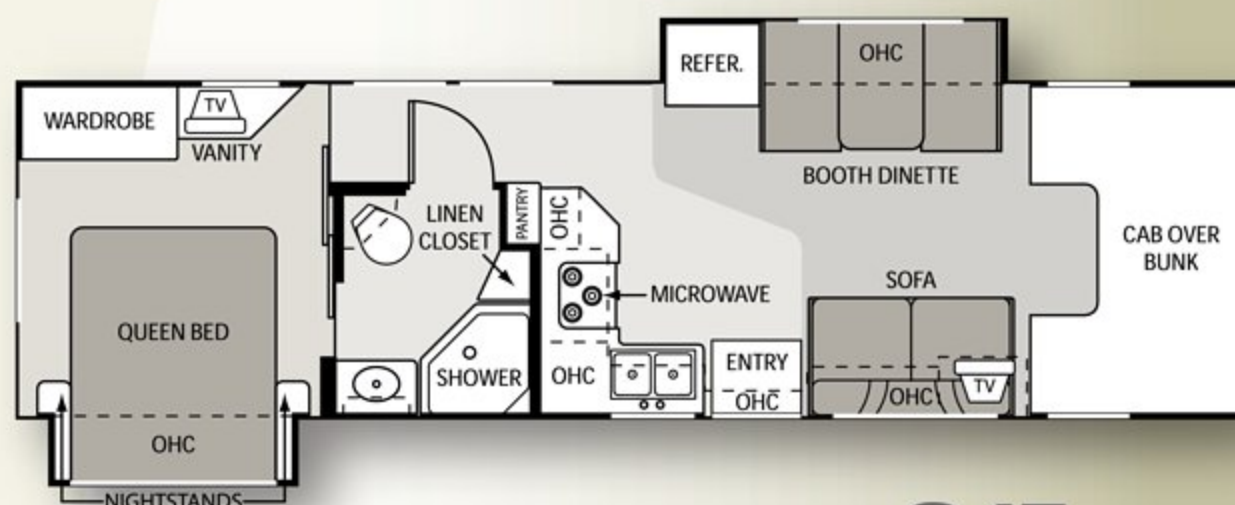 WARDROBE
TV
VANITY
QUEEN BED
OHC
NIGHTSTANDS
LINEN
CLOSET
SHOWER
PANTRY
OHC
MICROWAVE
OHC
ENTRY
OHC
REFER.
OHC
BOOTH DINETTE
SOFA
OHC
TV
CAB OVER
BUNK